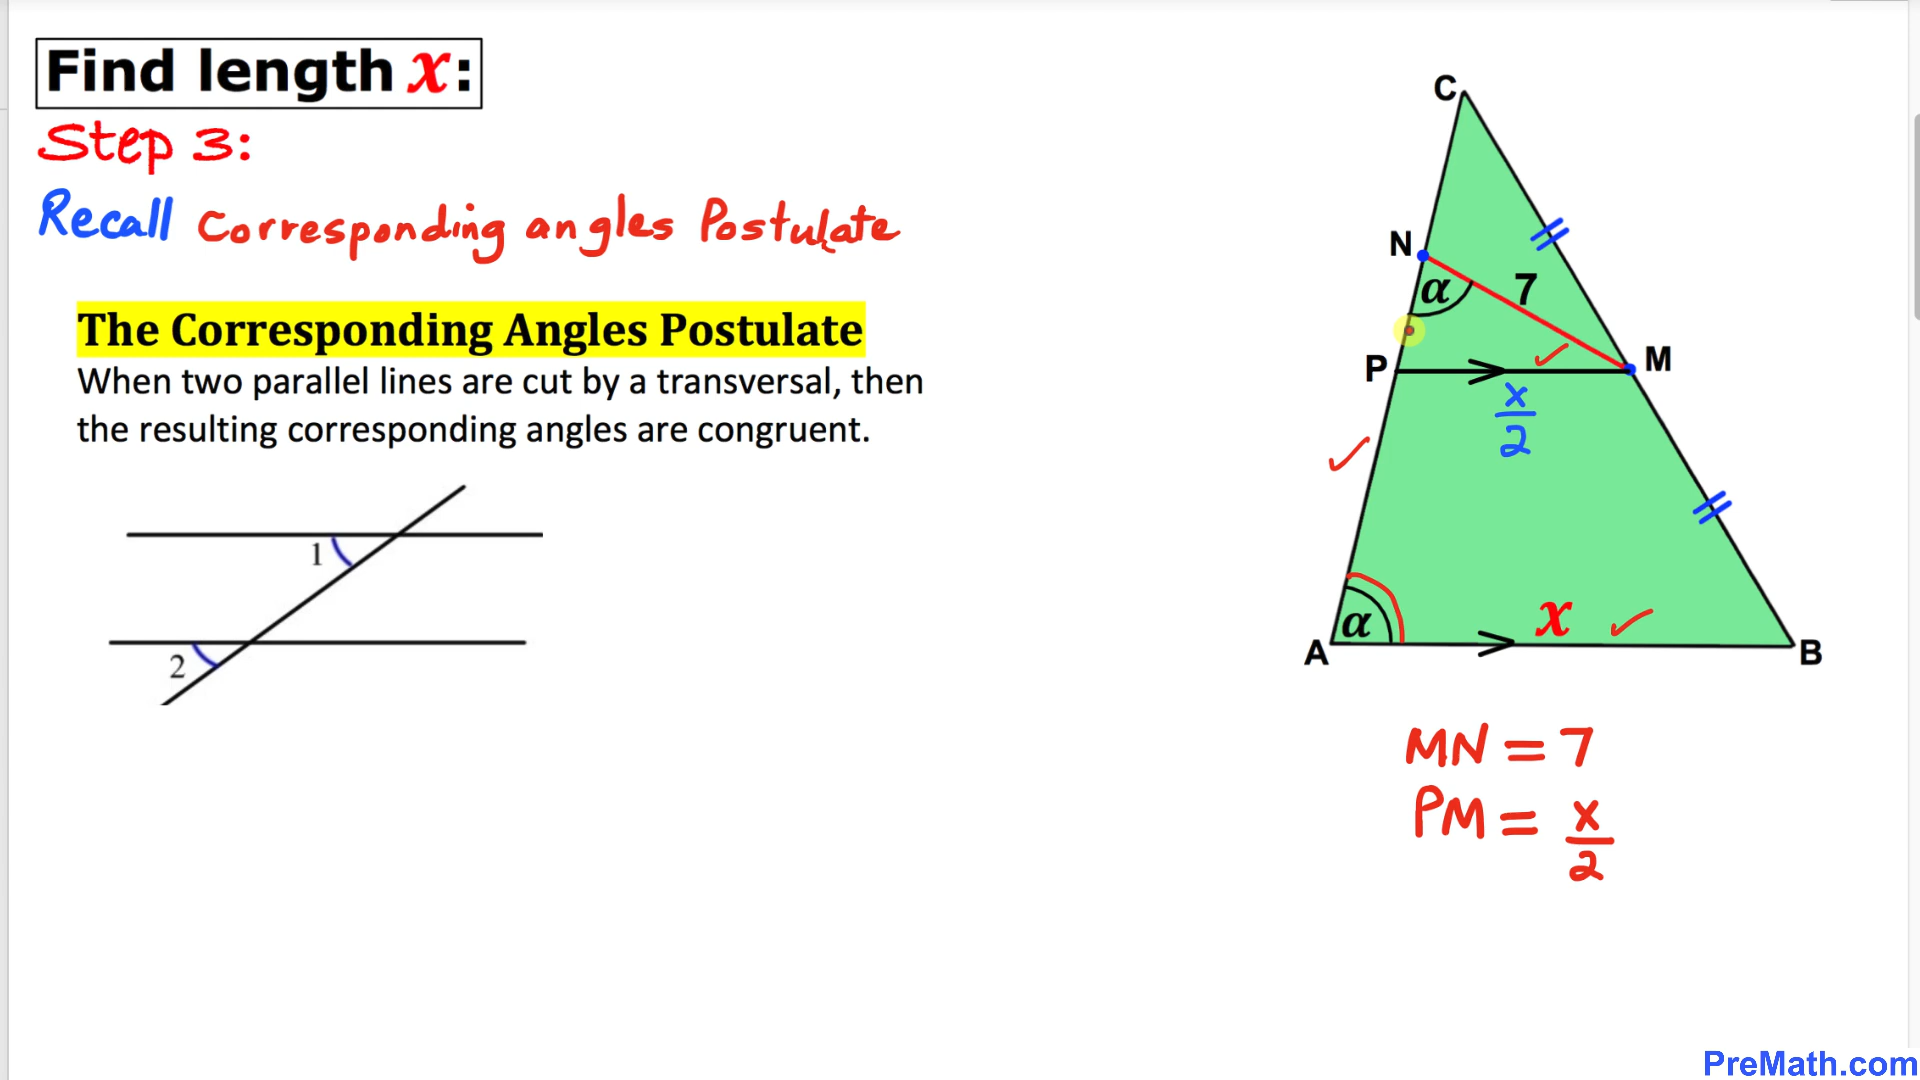 Find length x:
Step 3:
Recall Corresponding angles Postulate
The Corresponding Angles Postulate
When two parallel lines are cut by a transversal, then
the resulting corresponding angles are congruent.
1
2
C
N
α
7
P
M
x
2
α
x
A
B
MN = 7
PM = x
2
PreMath.com